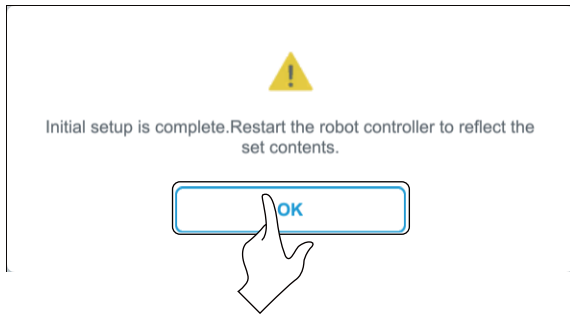 Initial setup is complete.Restart the robot controller to reflect the
set contents.
OK